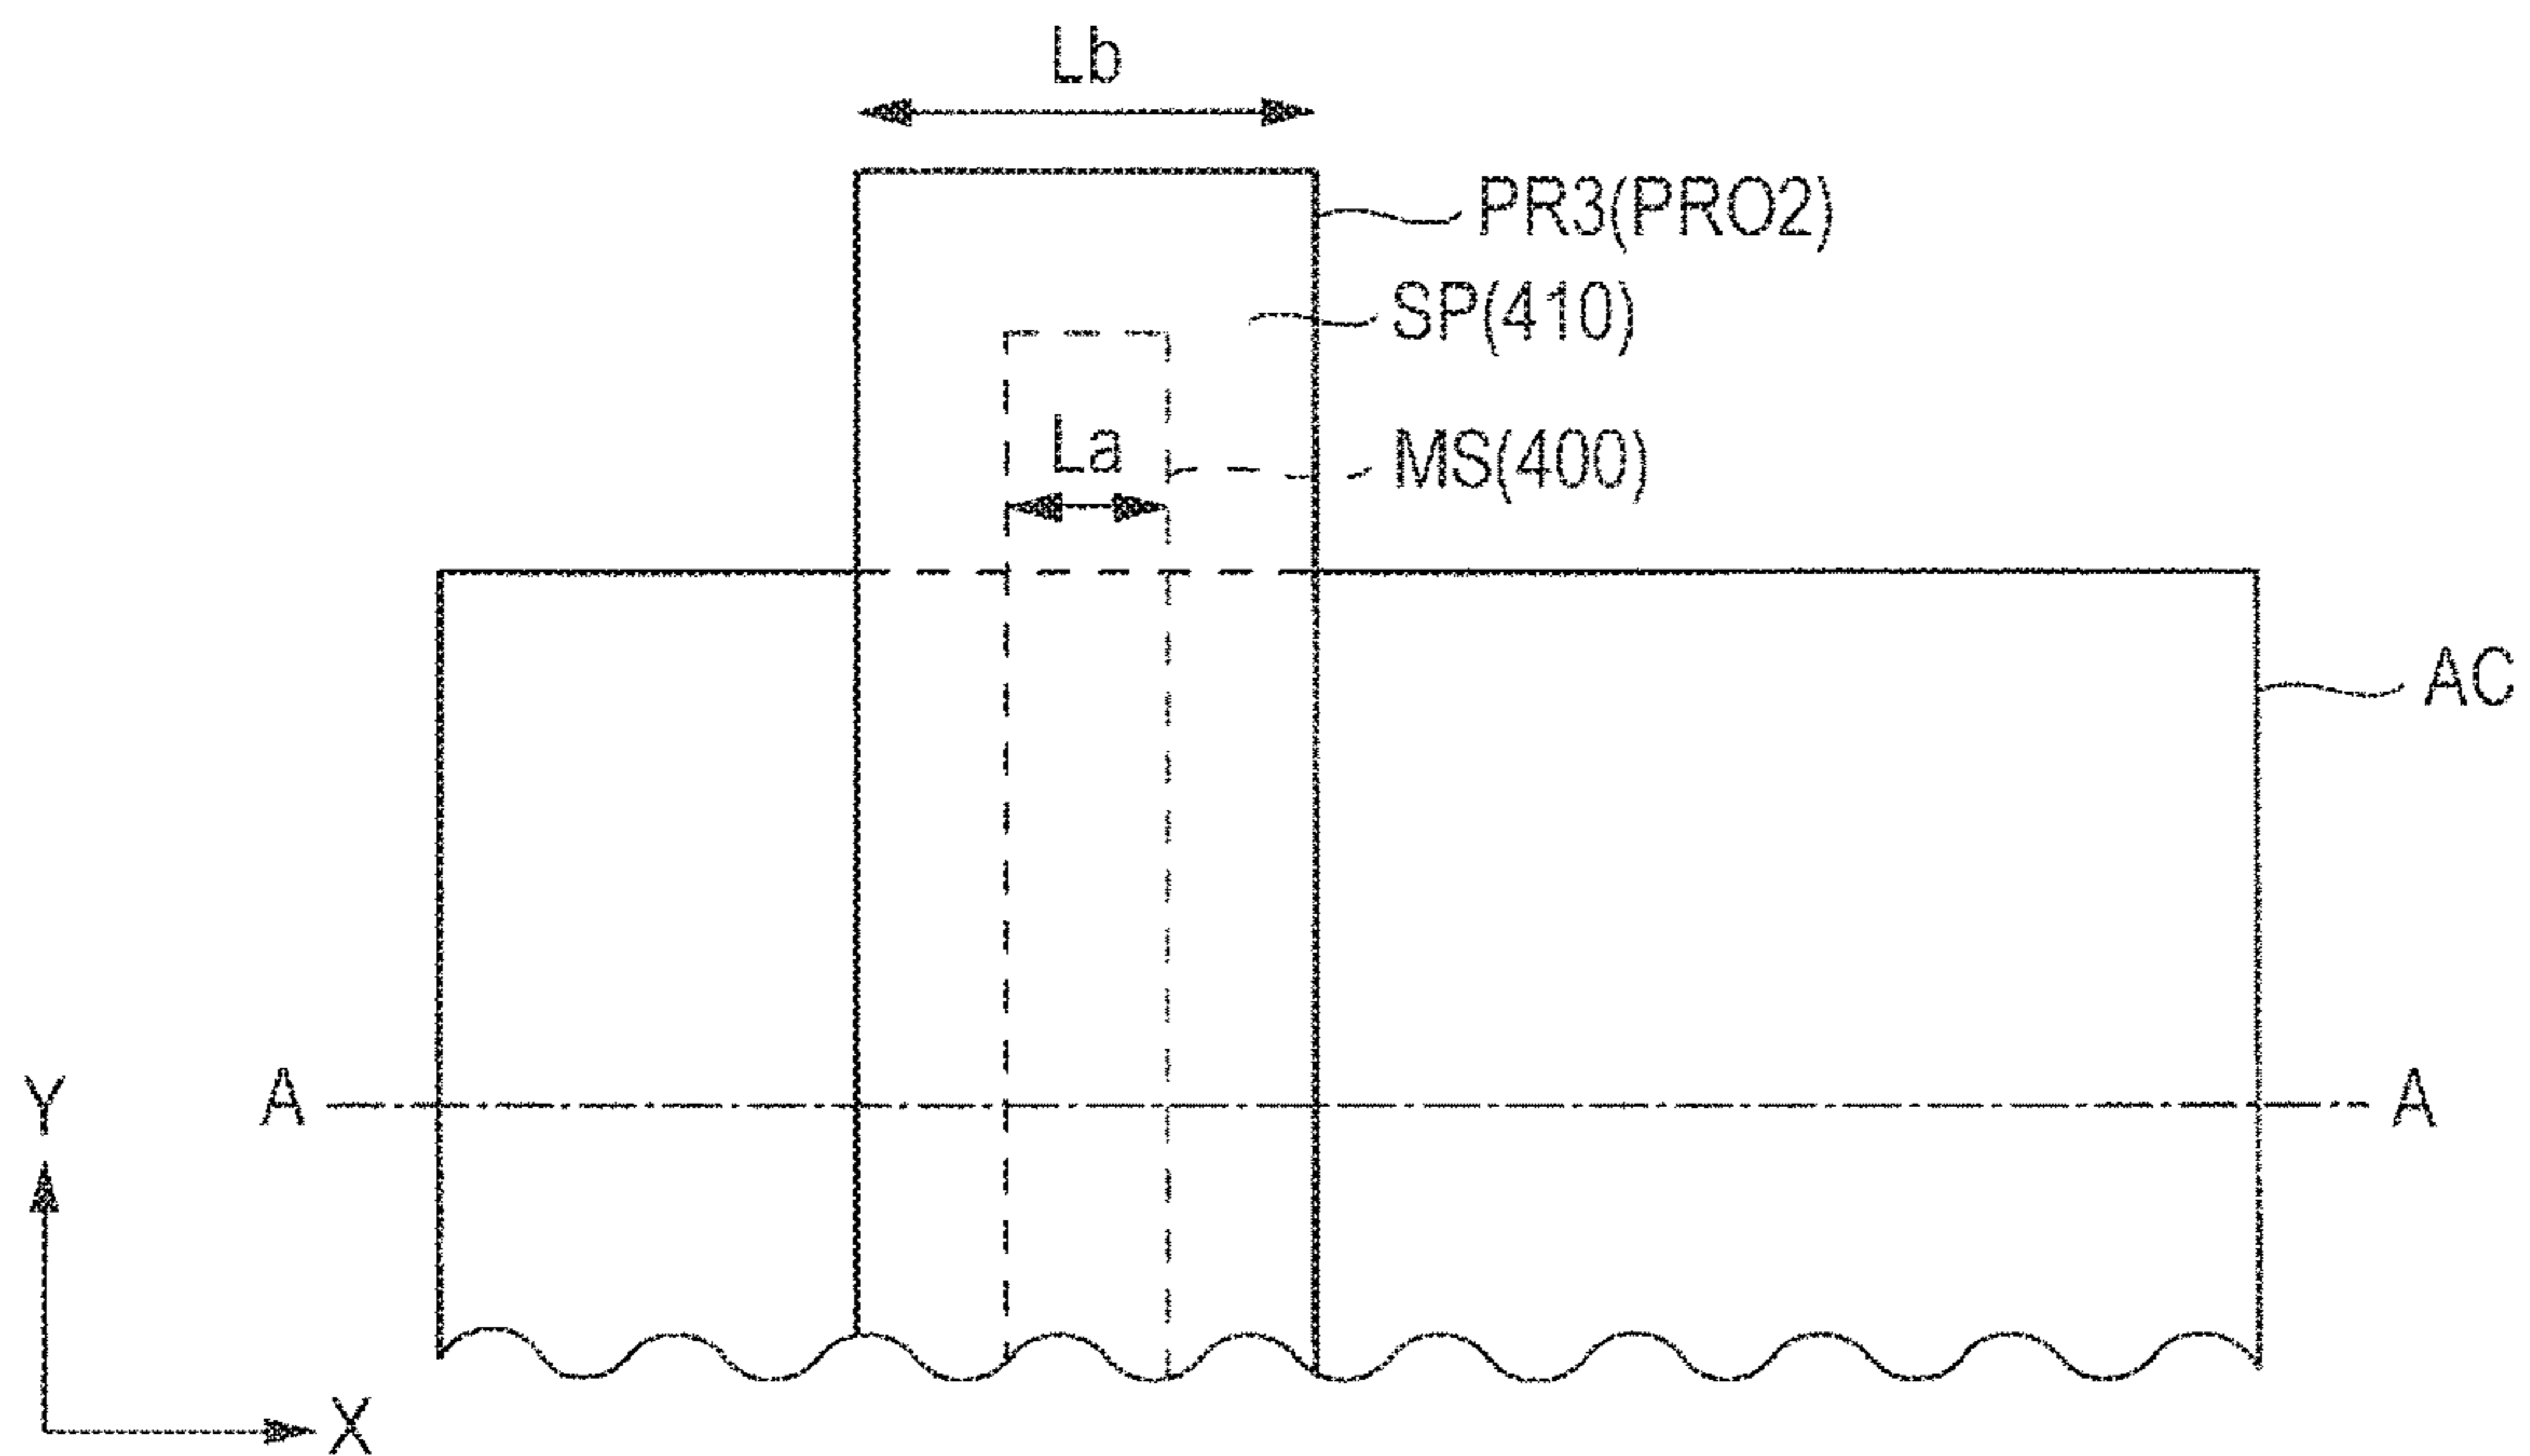 Lb
PR3(PRO2)
SP(410)
La
MS(400)
AC
Y
A
A
X